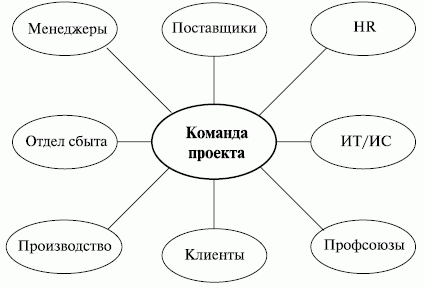 Менеджеры
Поставщики
HR
Отдел сбыта
Команда
проекта
ИТ/ИС
Производство
Клиенты
Профсоюзы